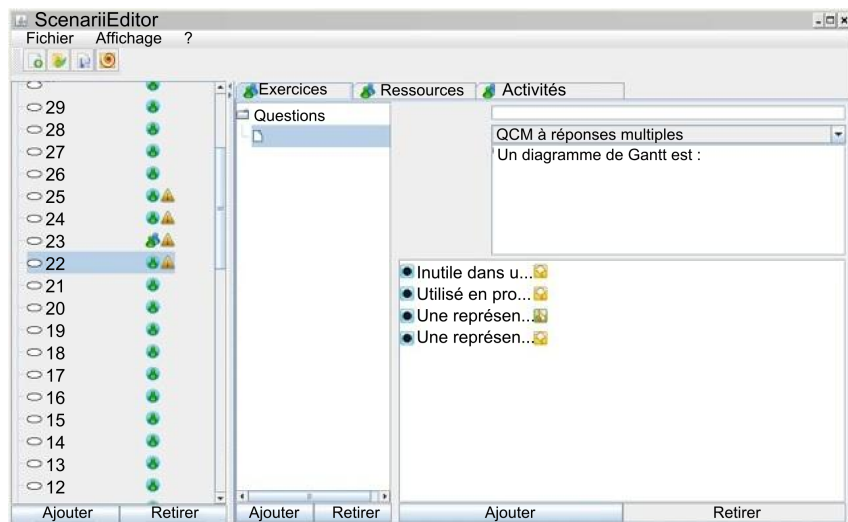 ScenariiEditor
Fichier Affichage ?
Exercices Ressources Activités
29
28
27
26
25
24
23
22
21
20
19
18
17
16
15
14
13
12
Questions
QCM à réponses multiples
Un diagramme de Gantt est :
Inutile dans u...
Utilisé en pro...
Une représen...
Une représen...
Ajouter Retirer
Ajouter Retirer
Ajouter Retirer